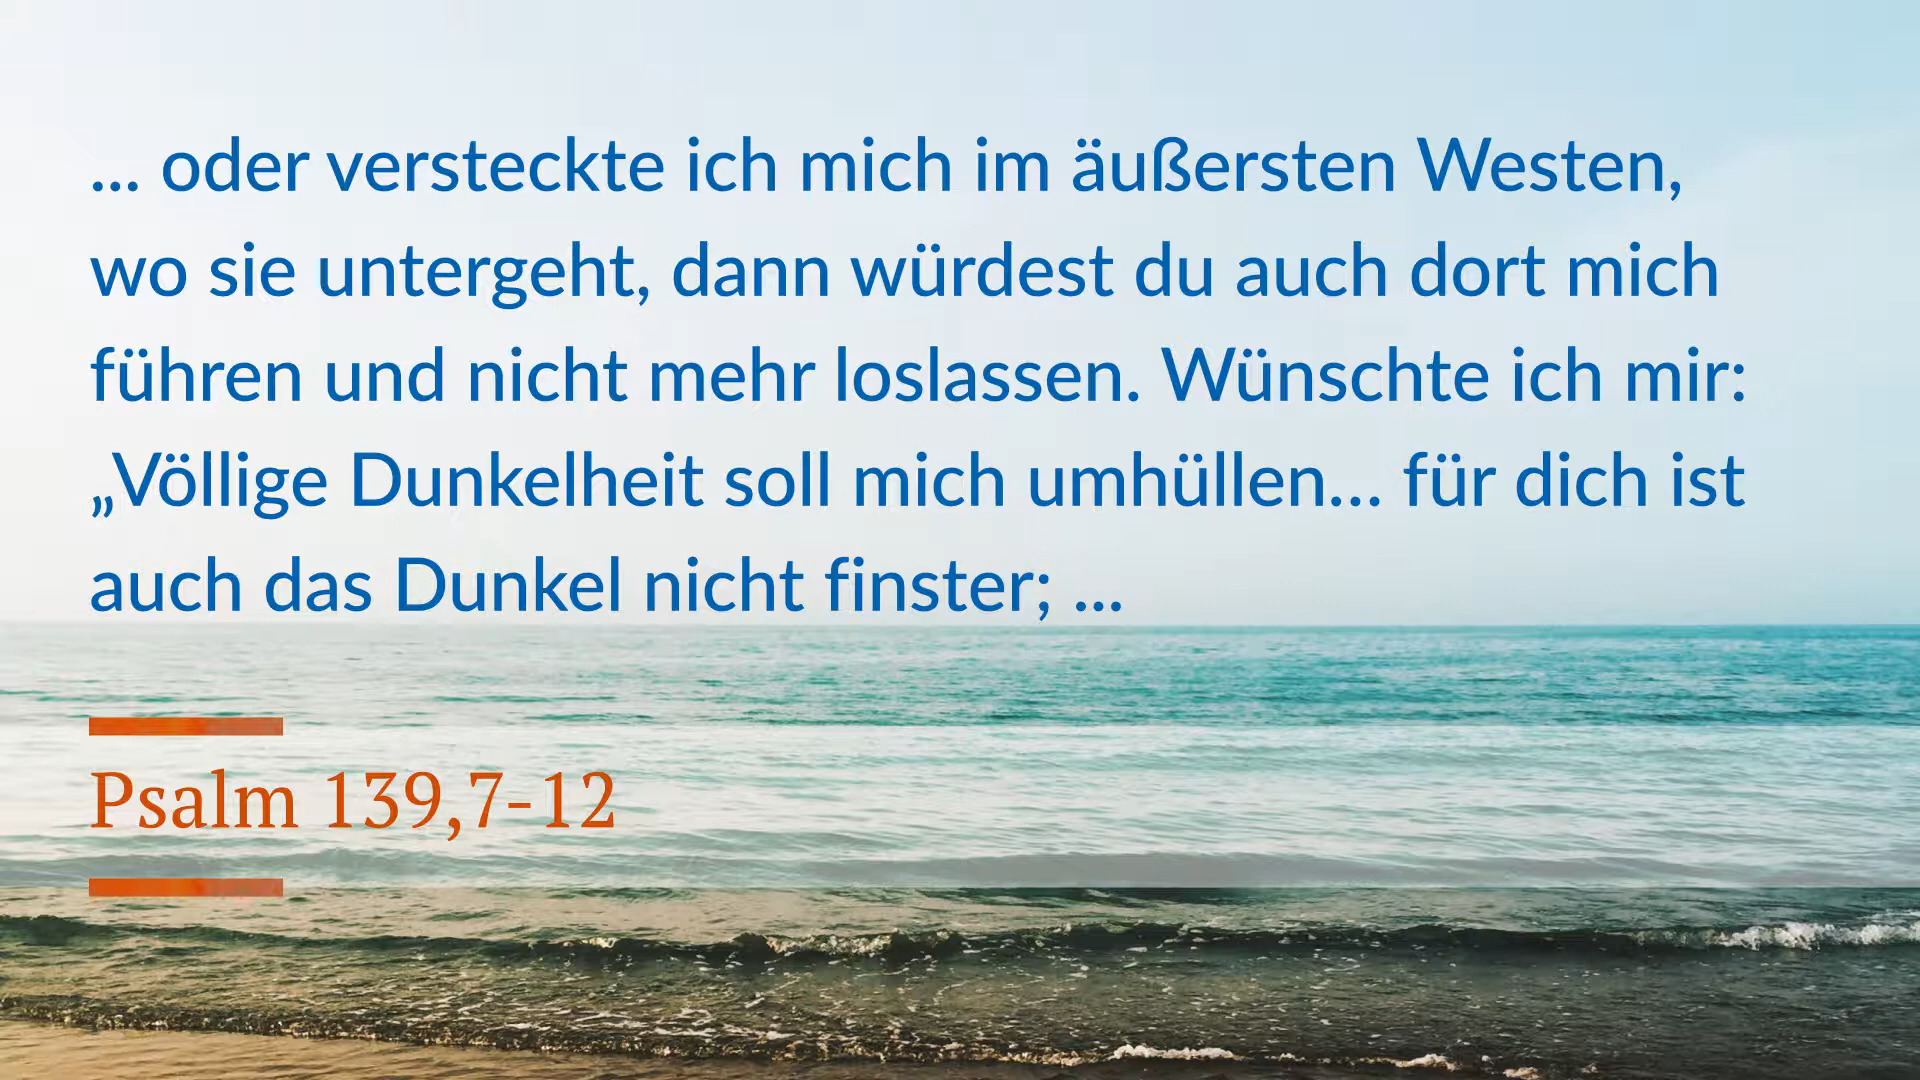 ... oder versteckte ich mich im äußersten Westen,
wo sie untergeht, dann würdest du auch dort mich
führen und nicht mehr loslassen. Wünschte ich mir:
„Völlige Dunkelheit soll mich umhüllen... für dich ist
auch das Dunkel nicht finster; ...
Psalm 139,7-12